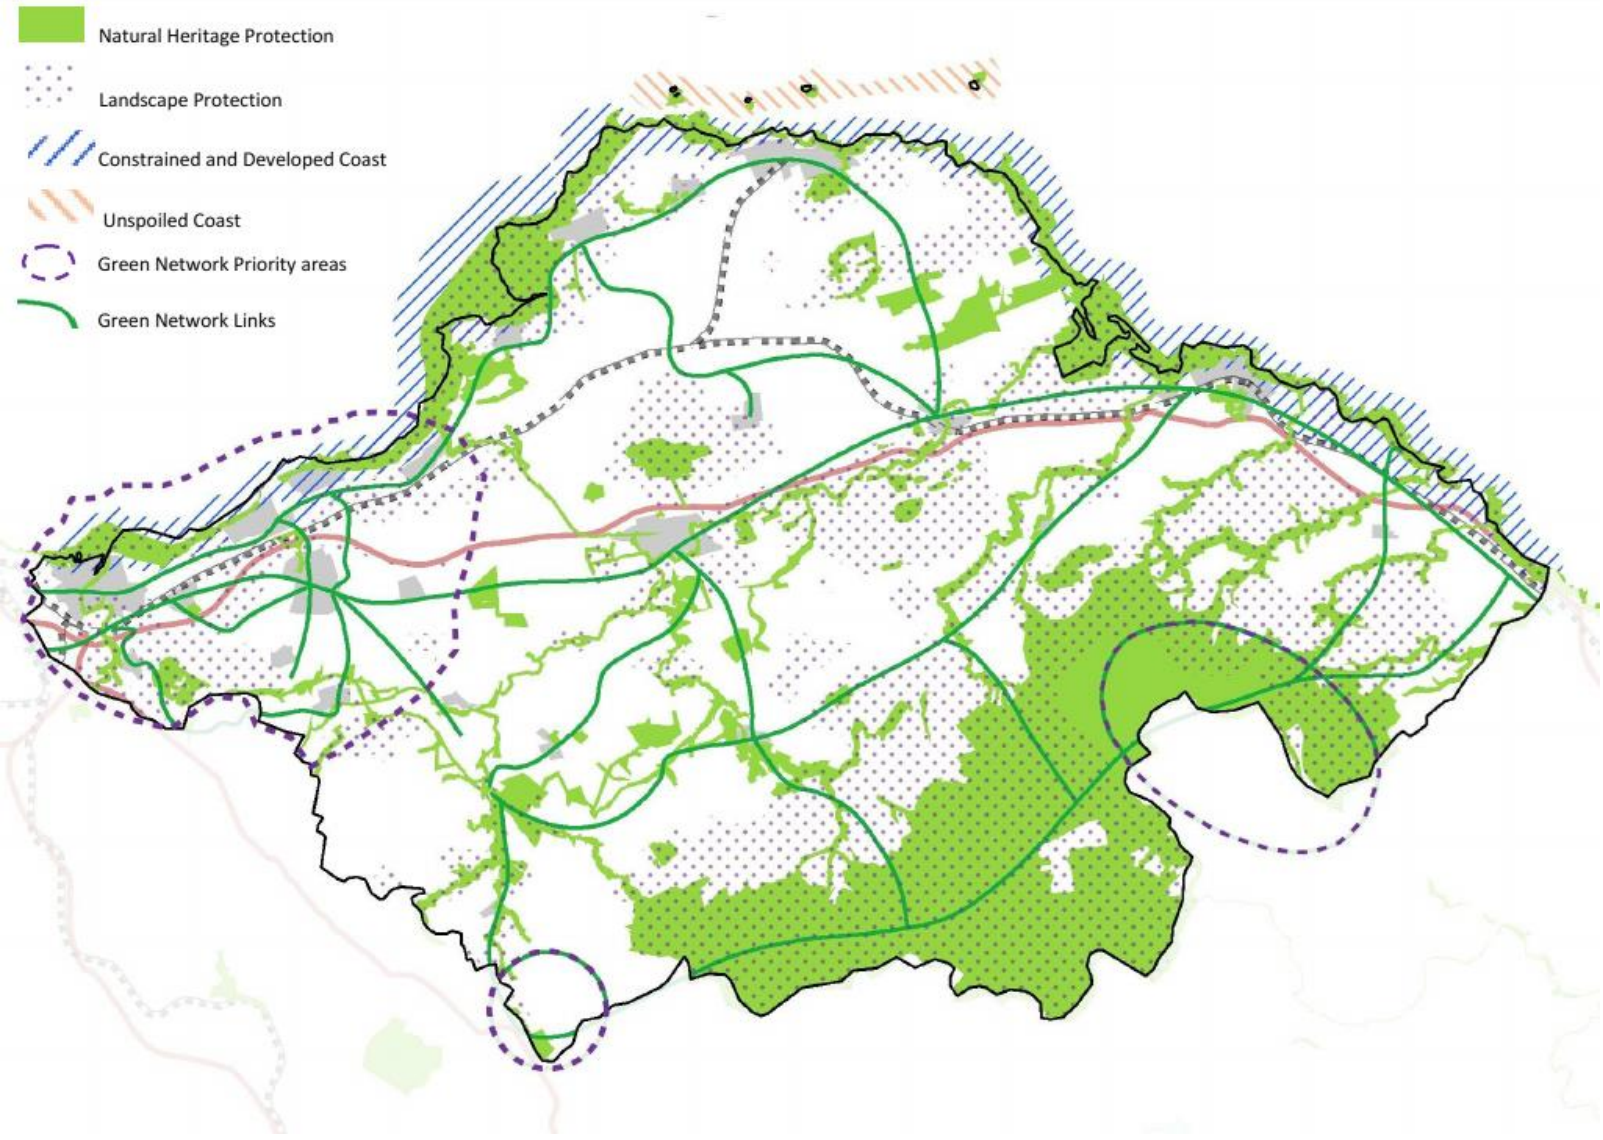 Natural Heritage Protection
Landscape Protection
Constrained and Developed Coast
Unspoiled Coast
Green Network Priority areas
Green Network Links